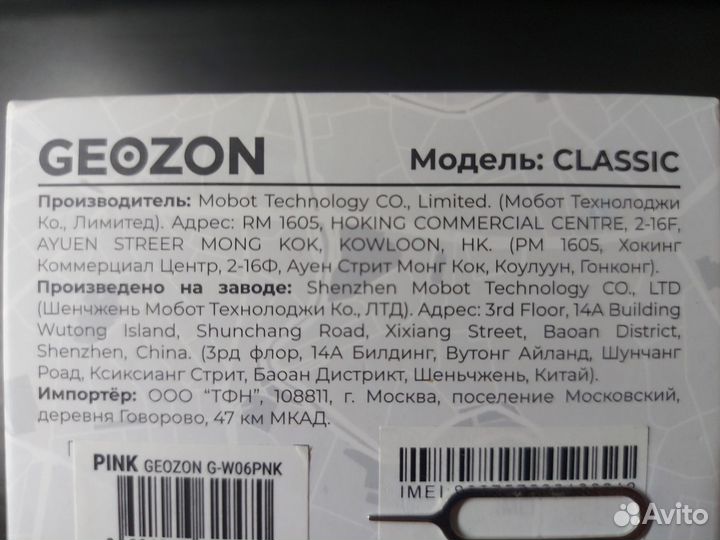 GEOZON
Модель: CLASSIC
Производитель: Mobot Technology CO., Limited. (Мобот Технолоджи
Ко., Лимитед). Адрес: RM 1605, HOKING COMMERCIAL CENTRE, 2-16F,
AYUEN STREER MONG KOK, KOWLOON, HK. (РМ 1605, Хокинг
Коммерциал Центр, 2-16Ф, Ауен Стрит Монг Кок, Коулуун, Гонконг).
Произведено на заводе: Shenzhen Mobot Technology CO., LTD
(Шенчжень Мобот Технолоджи Ко., ЛТД). Адрес: 3rd Floor, 14A Building
Wutong Island, Shunchang Road, Xixiang Street, Baoan District,
Shenzhen, China. (3рд флор, 14А Билдинг, Вутонг Айланд, Шунчанг
Роад, Ксиксианг Стрит, Баоан Дистрикт, Шеньчжень, Китай).
Импортёр: ООО "ТФН", 108811, г. Москва, поселение Московский,
деревня Говорово, 47 км МКАД.
PINK GEOZON G-W06PNK
IMEI
Avito